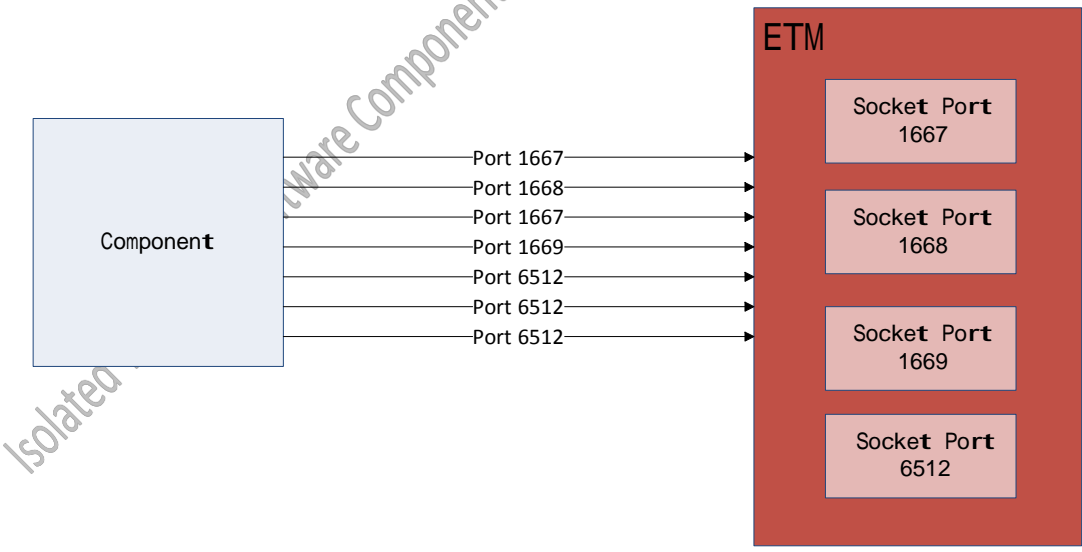 ETM
Socket Port
1667
Socket Port
1668
Socket Port
1669
Socket Port
6512
Component
Port 1667
Port 1668
Port 1667
Port 1669
Port 6512
Port 6512
Port 6512
Isolated